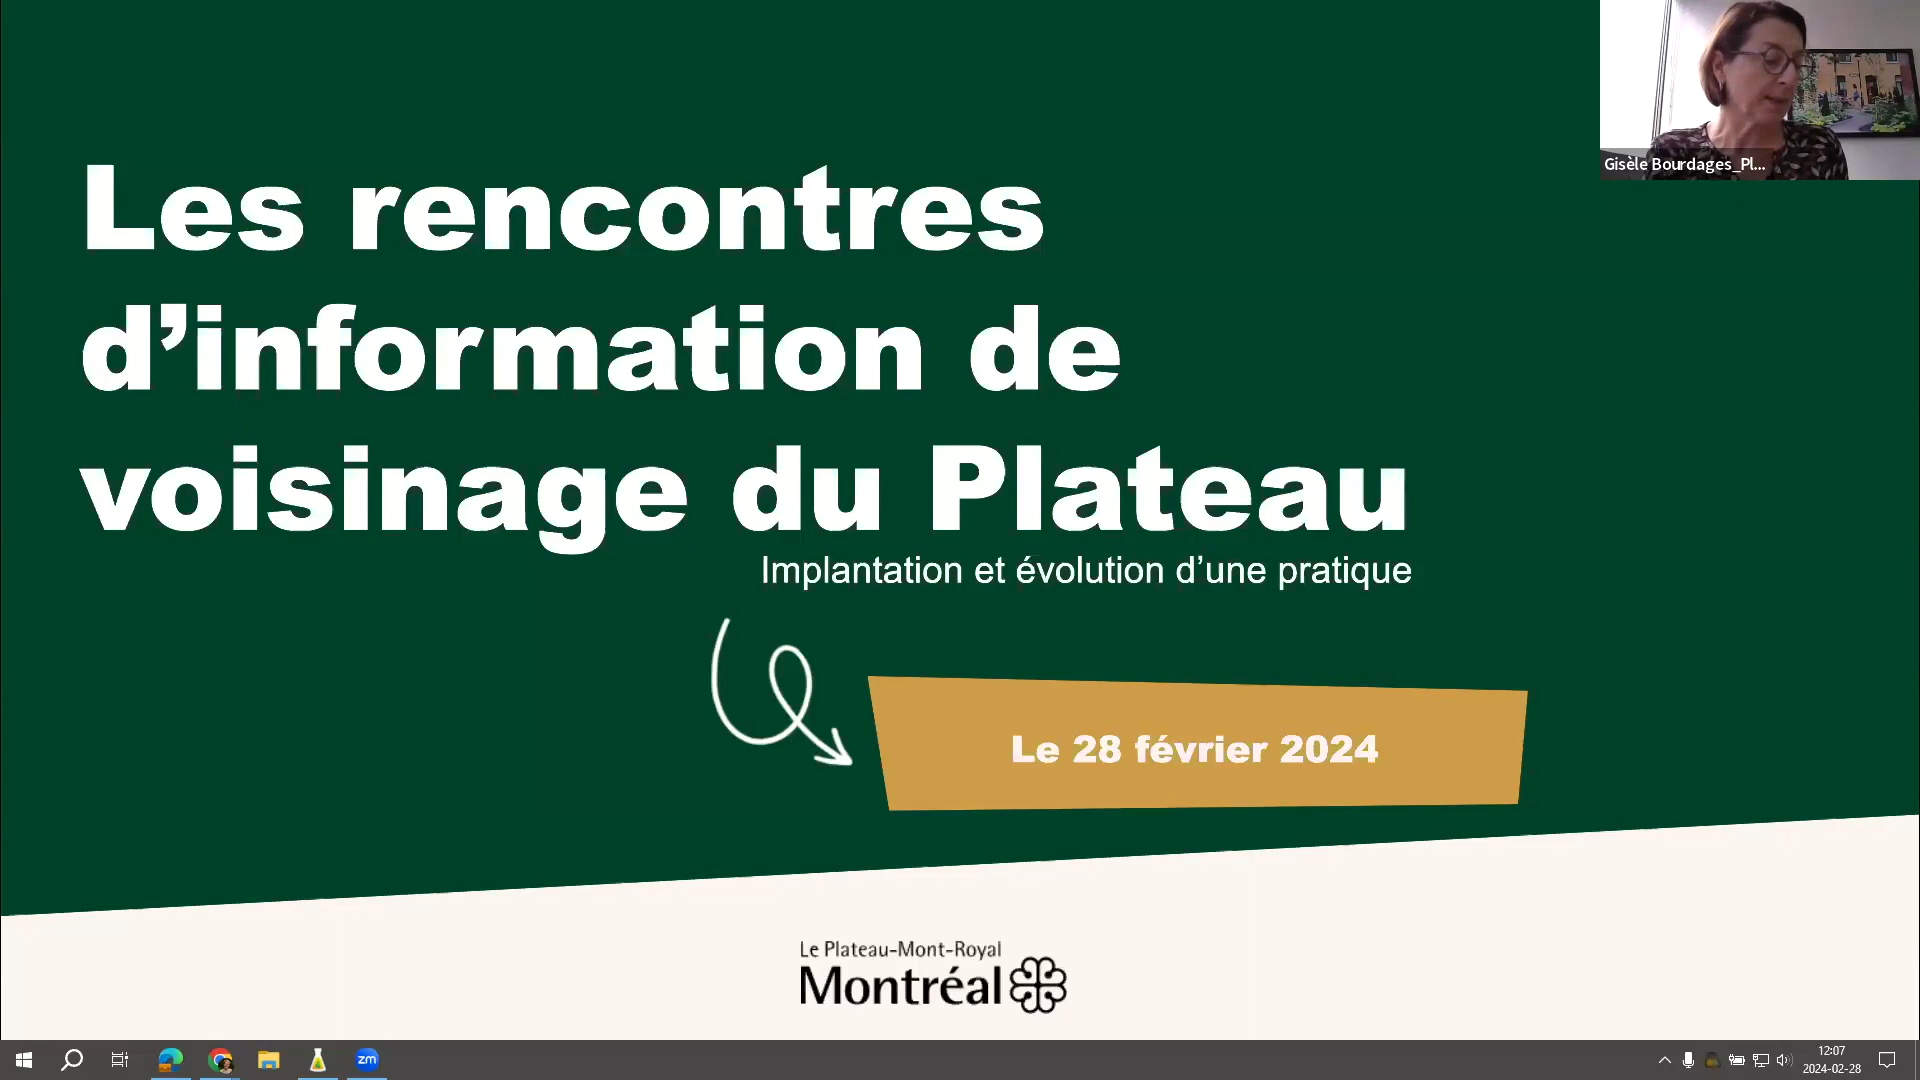 Les rencontres
d’information de
voisinage du Plateau
Implantation et évolution d’une pratique
Le 28 février 2024
Le Plateau-Mont-Royal
Montréal
Gisèle Bourdages_Pl...
zm
12:07
2024-02-28